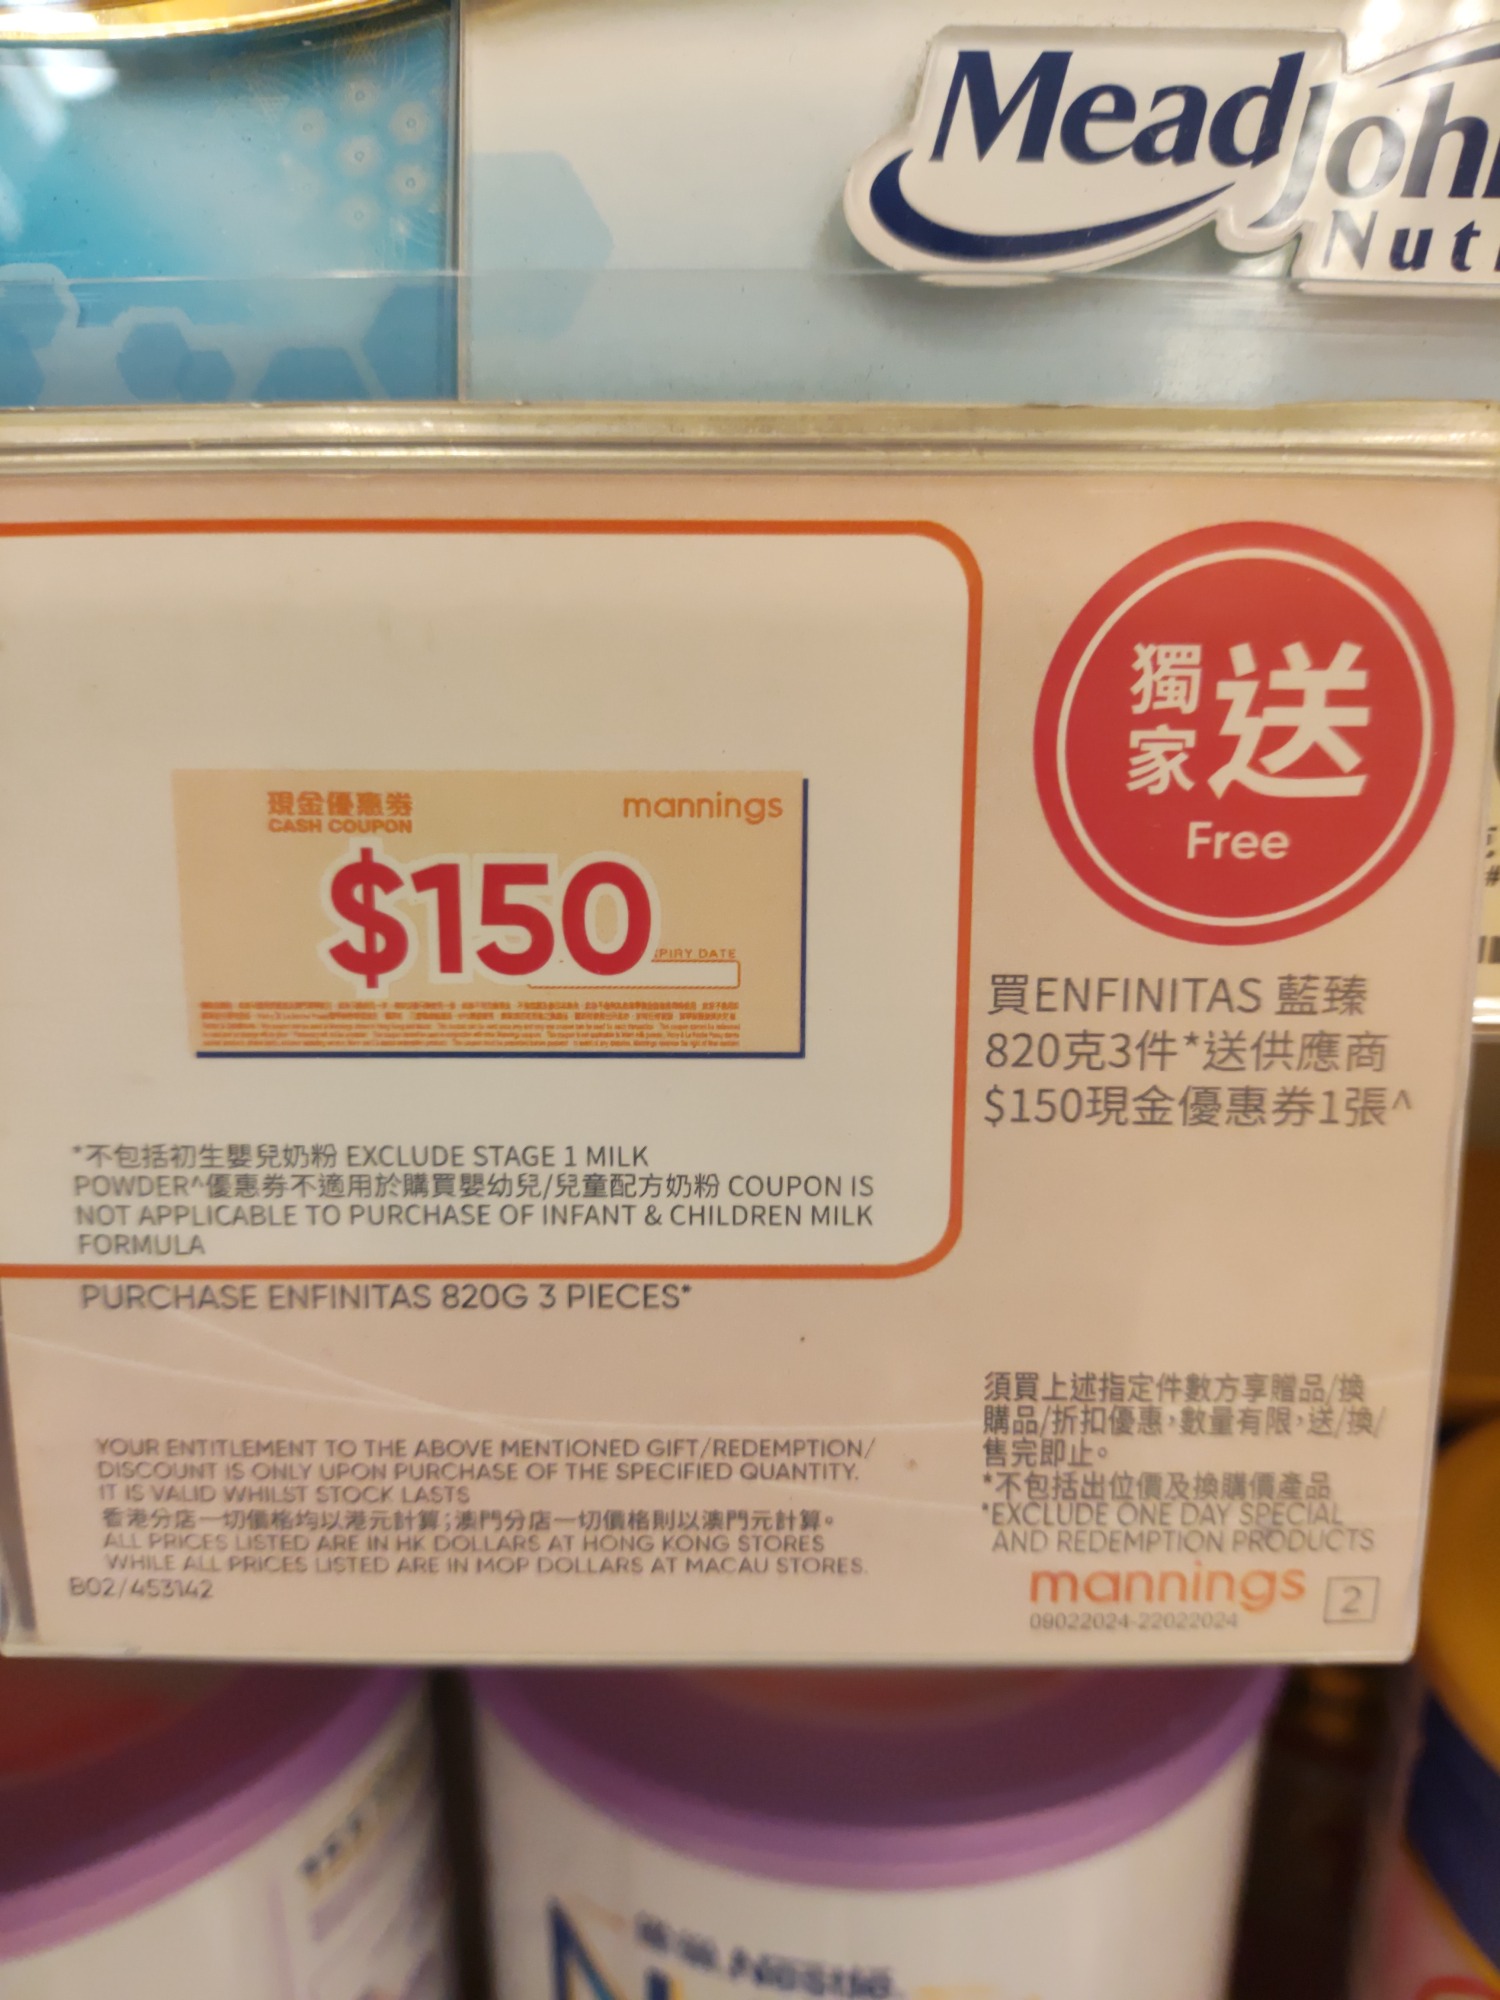 Mead Joh
Nut
獨家送
Free
現金優惠券
CASH COUPON
mannings
$150
PIRY DATE
買ENFINITAS 藍臻
820克3件*送供應商
$150現金優惠券1張^
*不包括初生嬰兒奶粉 EXCLUDE STAGE 1 MILK
POWDER^優惠券不適用於購買嬰幼兒/兒童配方奶粉 COUPON IS
NOT APPLICABLE TO PURCHASE OF INFANT & CHILDREN MILK
FORMULA
PURCHASE ENFINITAS 820G 3 PIECES*
須買上述指定件數方享贈品/換
購品/折扣優惠，數量有限，送/換/
售完即止。
*不包括出位價及換購價產品
*EXCLUDE ONE DAY SPECIAL
AND REDEMPTION PRODUCTS
YOUR ENTITLEMENT TO THE ABOVE MENTIONED GIFT/REDEMPTION/
DISCOUNT IS ONLY UPON PURCHASE OF THE SPECIFIED QUANTITY.
IT IS VALID WHILST STOCK LASTS
香港分店一切價格均以港元計算；澳門分店一切價格則以澳門元計算。
ALL PRICES LISTED ARE IN HK DOLLARS AT HONG KONG STORES
WHILE ALL PRICES LISTED ARE IN MOP DOLLARS AT MACAU STORES.
B02/453142
mannings 2
09022024-22022024
Nestlé